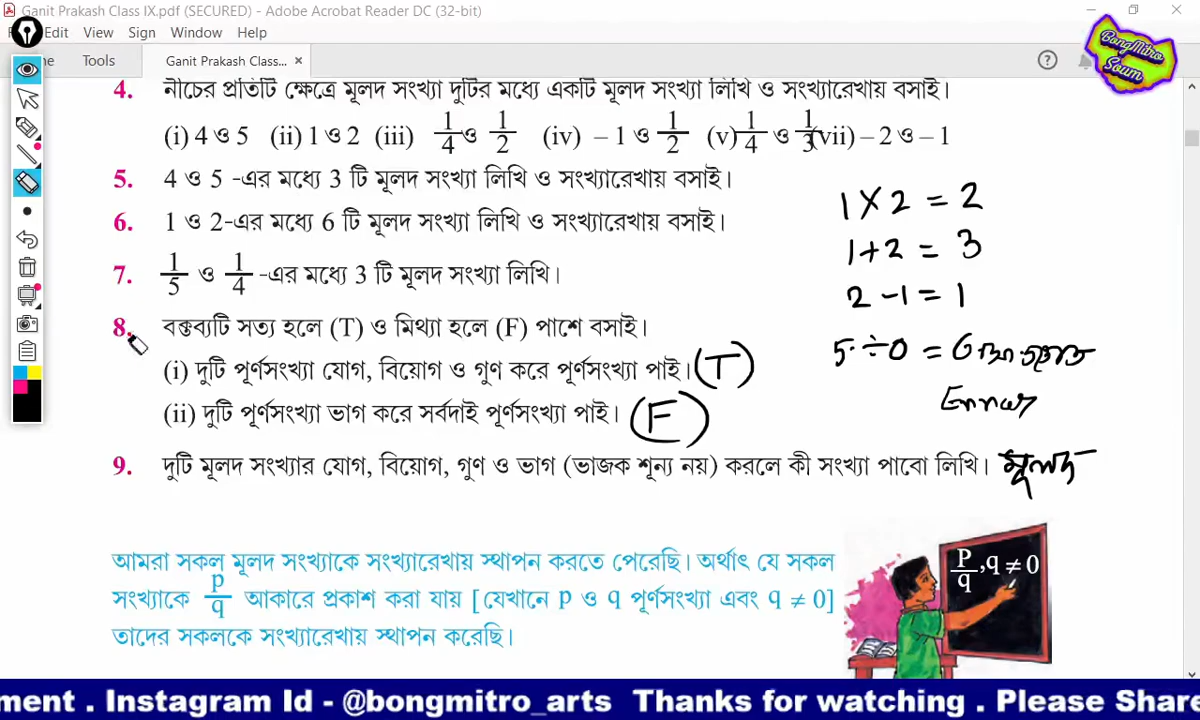 Ganit Prakash Class IX.pdf (SECURED) - Adobe Acrobat Reader DC (32-bit)
Edit View Sign Window Help
me Tools Ganit Prakash Class... ×
BongMitro
Soum
4. নীচের প্রতিটি ক্ষেত্রে মূলদ সংখ্যা দুটির মধ্যে একটি মূলদ সংখ্যা লিখি ও সংখ্যারেখায় বসাই।
(i) 4 ও 5 (ii) 1 ও 2 (iii) 1/4 ও 1/2 (iv) – 1 ও 1/2 (v) 1/4 ও 1/3 (vii) – 2 ও – 1
5. 4 ও 5 -এর মধ্যে 3 টি মূলদ সংখ্যা লিখি ও সংখ্যারেখায় বসাই।
6. 1 ও 2-এর মধ্যে 6 টি মূলদ সংখ্যা লিখি ও সংখ্যারেখায় বসাই।
7. 1/5 ও 1/4 -এর মধ্যে 3 টি মূলদ সংখ্যা লিখি।
8. বক্তব্যটি সত্য হলে (T) ও মিথ্যা হলে (F) পাশে বসাই।
(i) দুটি পূর্ণসংখ্যা যোগ, বিয়োগ ও গুণ করে পূর্ণসংখ্যা পাই। (T)
(ii) দুটি পূর্ণসংখ্যা ভাগ করে সর্বদাই পূর্ণসংখ্যা পাই। (F)
1 × 2 = 2
1 + 2 = 3
2 - 1 = 1
5 ÷ 0 =
Error
9. দুটি মূলদ সংখ্যার যোগ, বিয়োগ, গুণ ও ভাগ (ভাজক শূন্য নয়) করলে কী সংখ্যা পাবো লিখি। মূলদ
আমরা সকল মূলদ সংখ্যাকে সংখ্যারেখায় স্থাপন করতে পেরেছি। অর্থাৎ যে সকল
সংখ্যাকে p/q আকারে প্রকাশ করা যায় [ যেখানে p ও q পূর্ণসংখ্যা এবং q ≠ 0]
তাদের সকলকে সংখ্যারেখায় স্থাপন করেছি।
P/q, q ≠ 0
ment . Instagram Id - @bongmitro_arts Thanks for watching . Please Share